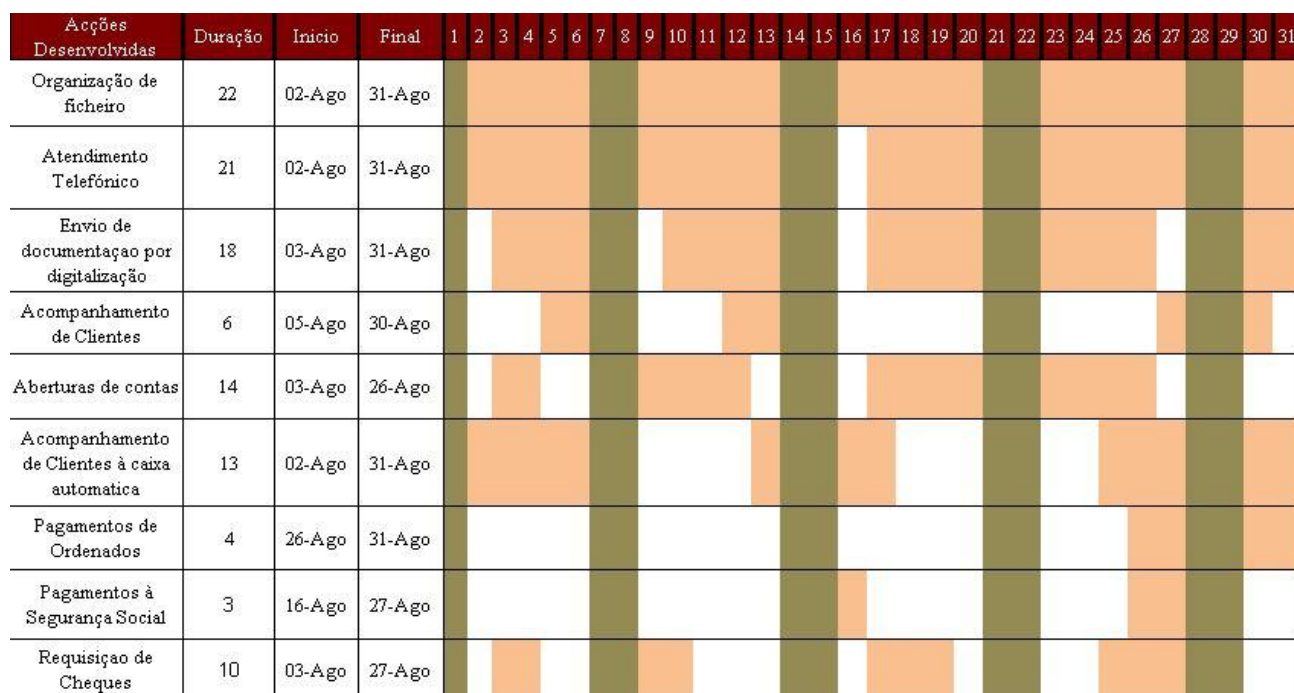 Acções Desenvolvidas Duração Inicio Final 1 2 3 4 5 6 7 8 9 10 11 12 13 14 15 16 17 18 19 20 21 22 23 24 25 26 27 28 29 30 31
Organização de ficheiro 22 02-Ago 31-Ago
Atendimento Telefónico 21 02-Ago 31-Ago
Envio de documentaçao por digitalização 18 03-Ago 31-Ago
Acompanhamento de Clientes 6 05-Ago 30-Ago
Aberturas de contas 14 03-Ago 26-Ago
Acompanhamento de Clientes à caixa automatica 13 02-Ago 31-Ago
Pagamentos de Ordenados 4 26-Ago 31-Ago
Pagamentos à Segurança Social 3 16-Ago 27-Ago
Requisiçao de Cheques 10 03-Ago 27-Ago